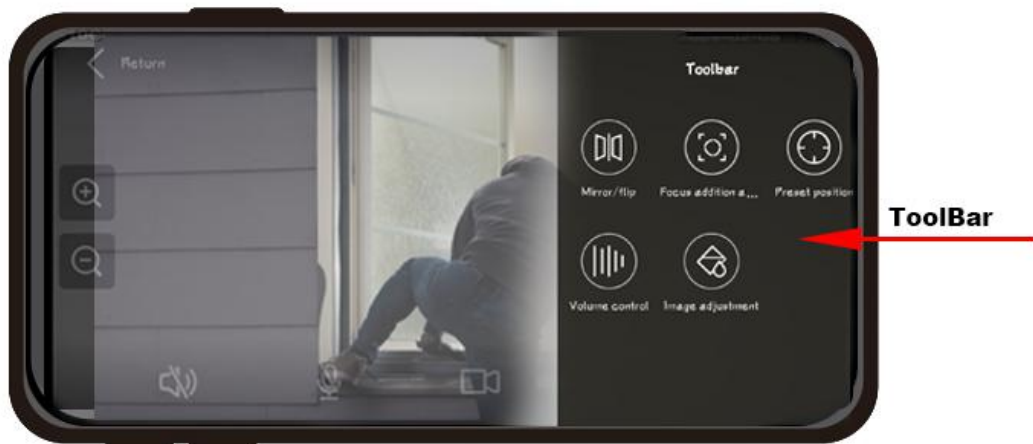 Return
Toolbar
Mirror/flip
Focus addition a...
Preset position
Volume control
Image adjustment
ToolBar